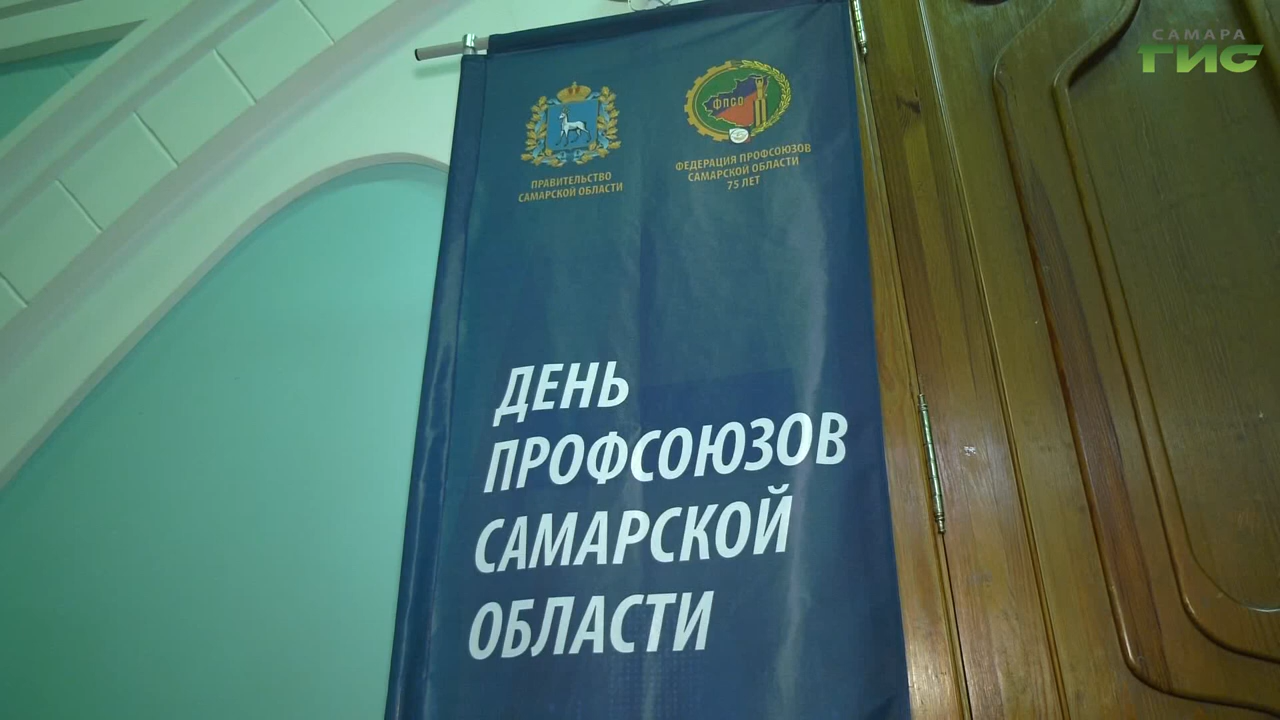 САМАРА
ГИС
ФПСО
ПРАВИТЕЛЬСТВО
САМАРСКОЙ ОБЛАСТИ
ФЕДЕРАЦИЯ ПРОФСОЮЗОВ
САМАРСКОЙ ОБЛАСТИ
75 ЛЕТ
ДЕНЬ
ПРОФСОЮЗОВ
САМАРСКОЙ
ОБЛАСТИ